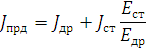 Jпрд = Jдр + Jст Eст/Eдр